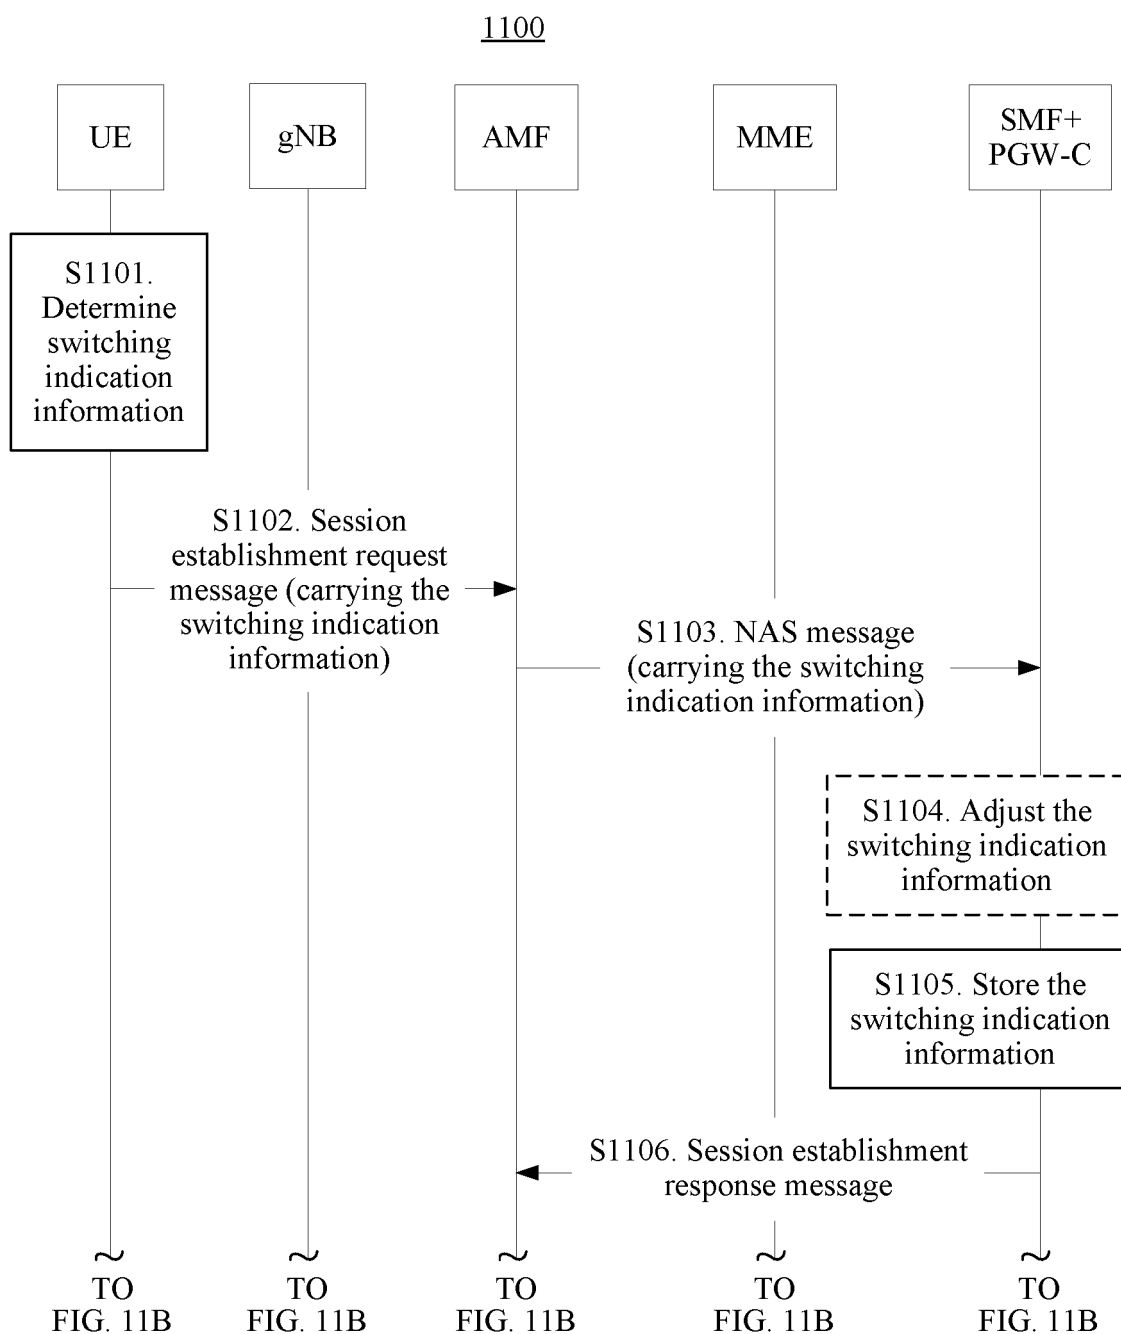 1100
UE
gNB
AMF
MME
SMF+
PGW-C
S1101.
Determine
switching
indication
information
S1102. Session
establishment request
message (carrying the
switching indication
information)
S1103. NAS message
(carrying the switching
indication information)
S1104. Adjust the
switching indication
information
S1105. Store the
switching indication
information
S1106. Session establishment
response message
TO
FIG. 11B
TO
FIG. 11B
TO
FIG. 11B
TO
FIG. 11B
TO
FIG. 11B